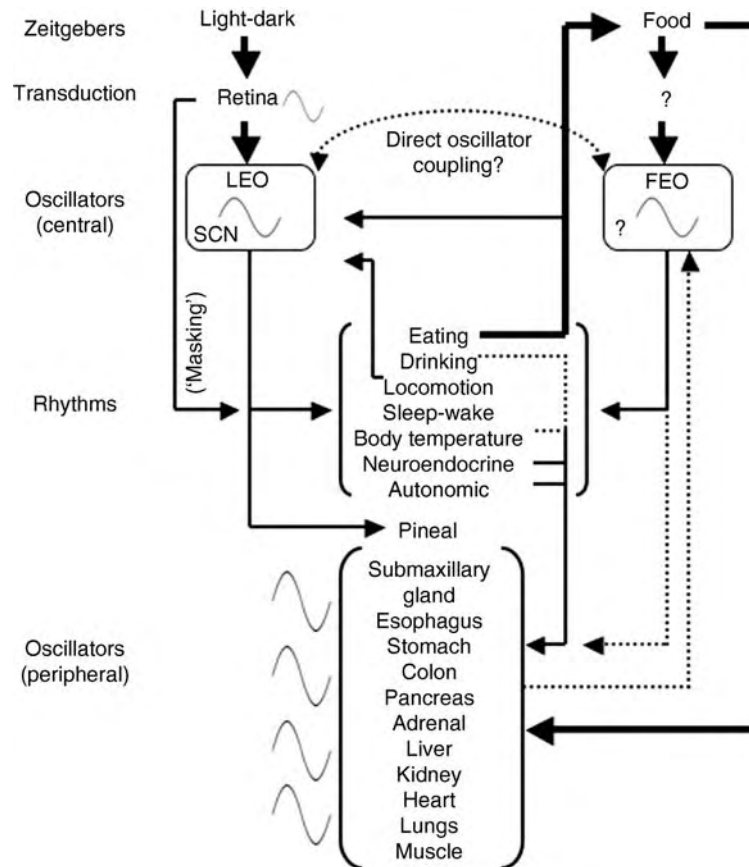 Zeitgebers
Light-dark
Food
Transduction
Retina
?
Direct oscillator
coupling?
Oscillators
(central)
LEO
SCN
FEO
?
('Masking')
Rhythms
Eating
Drinking
Locomotion
Sleep-wake
Body temperature
Neuroendocrine
Autonomic
Pineal
Oscillators
(peripheral)
Submaxillary
gland
Esophagus
Stomach
Colon
Pancreas
Adrenal
Liver
Kidney
Heart
Lungs
Muscle